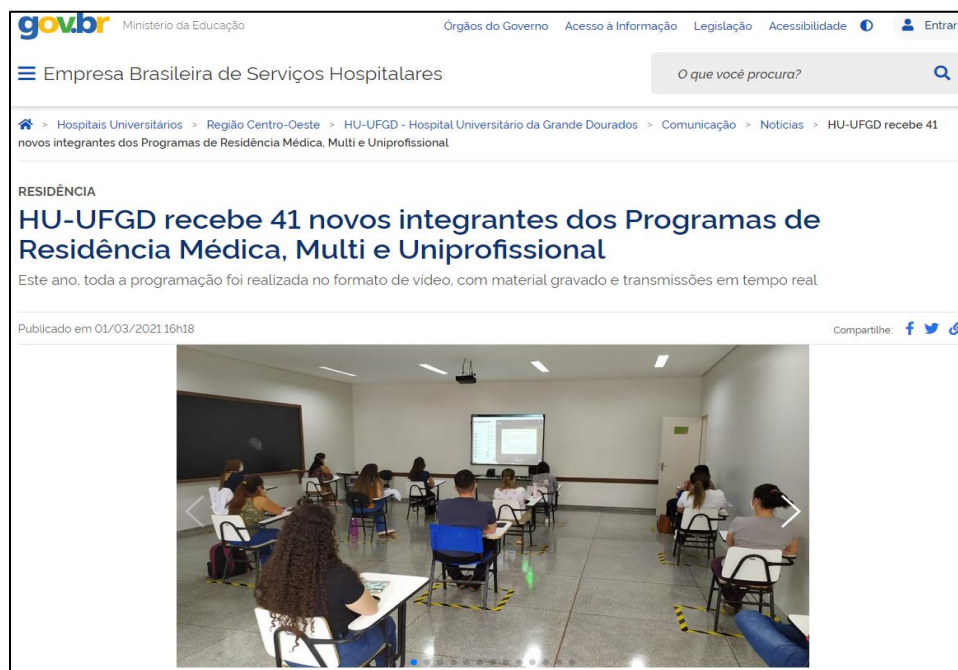 gov.br Ministério da Educação Órgãos do Governo Acesso à Informação Legislação Acessibilidade Entrar
Empresa Brasileira de Serviços Hospitalares O que você procura?
> Hospitais Universitários > Região Centro-Oeste > HU-UFGD - Hospital Universitário da Grande Dourados > Comunicação > Notícias > HU-UFGD recebe 41
novos integrantes dos Programas de Residência Médica, Multi e Uniprofissional
RESIDÊNCIA
HU-UFGD recebe 41 novos integrantes dos Programas de
Residência Médica, Multi e Uniprofissional
Este ano, toda a programação foi realizada no formato de vídeo, com material gravado e transmissões em tempo real
Publicado em 01/03/2021 16h18 Compartilhe: